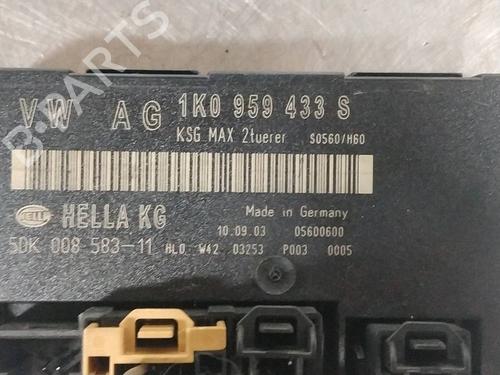 VW AG 1K0 959 433 S
KSG MAX 2tuerer S0560/H60
HELLA HELLA KG Made in Germany
10.09.03 05600600
5DK 008 583-11 HLO W42 03253 P003 0005
B-PARTS